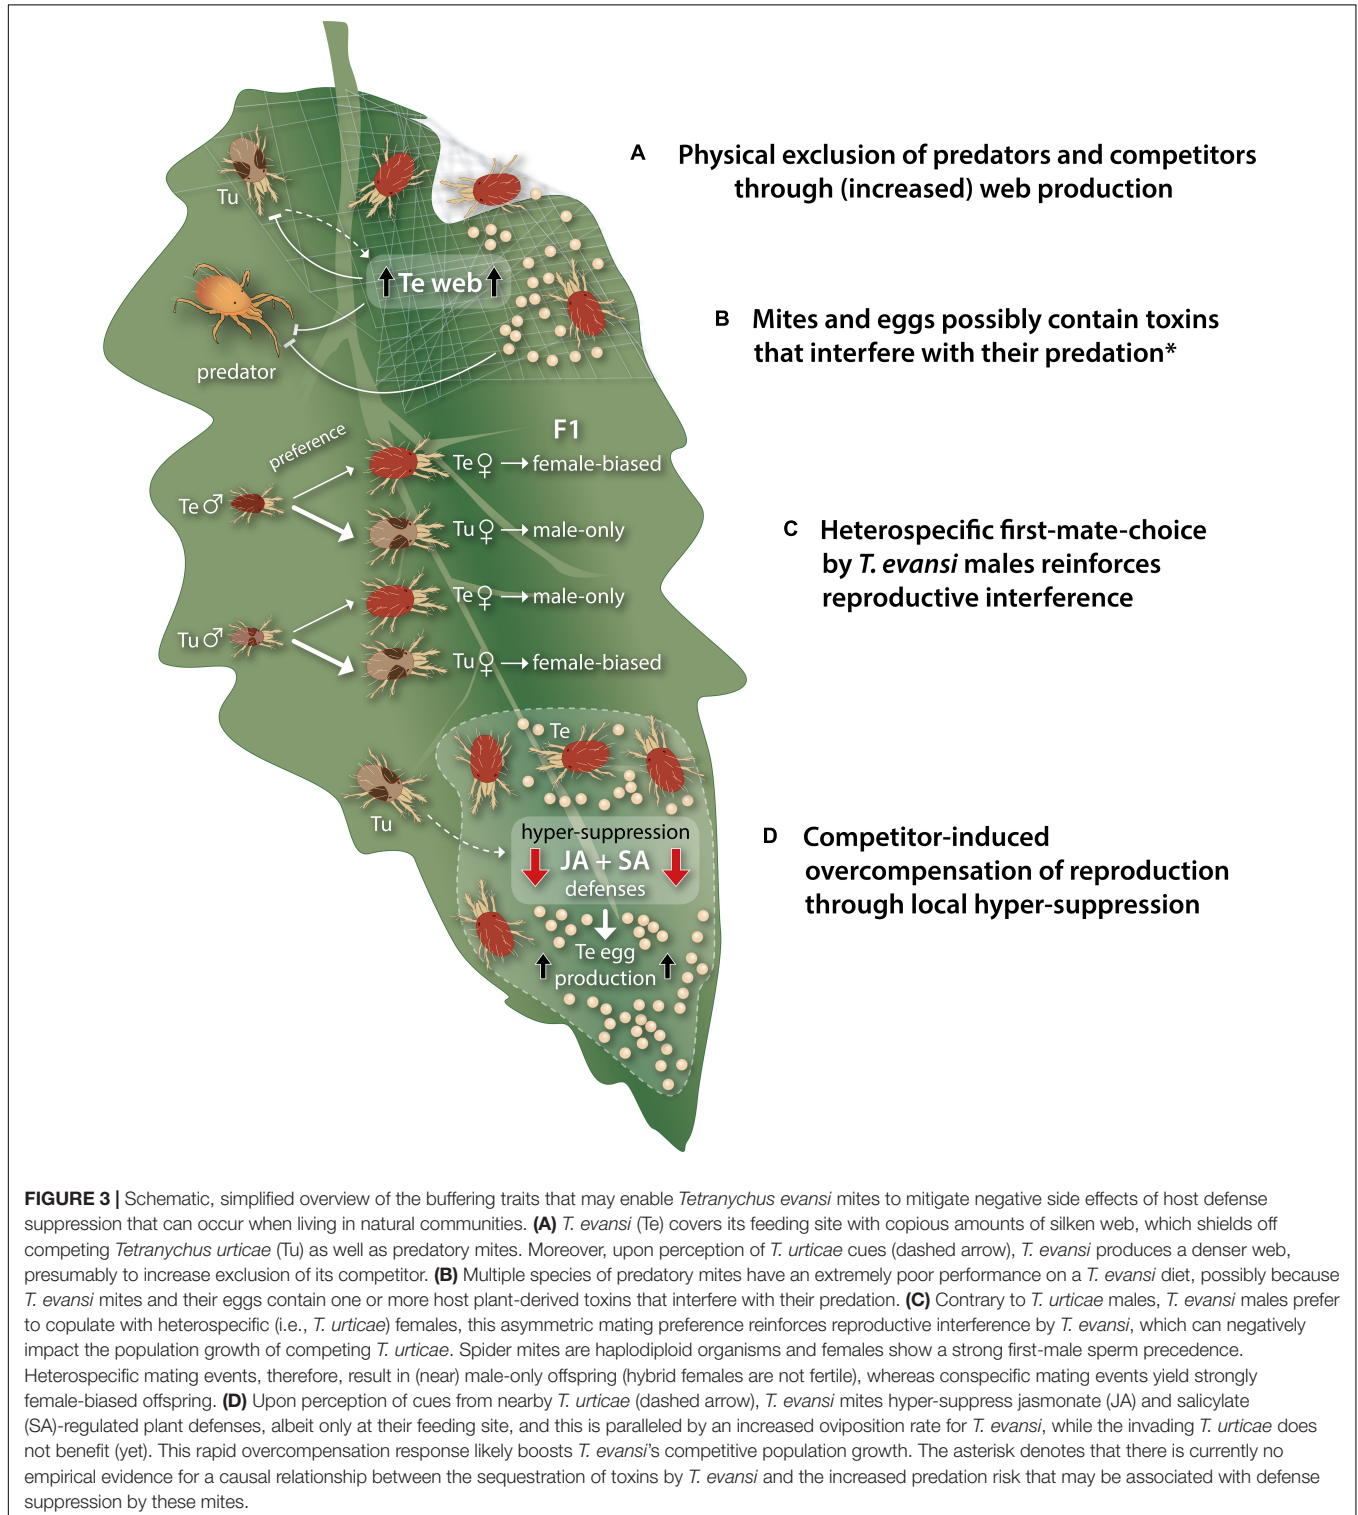 A Physical exclusion of predators and competitors
through (increased) web production
Tu
Te web
predator
B Mites and eggs possibly contain toxins
that interfere with their predation*
F1
preference
Te♀ → female-biased
Te♂
Tu♀ → male-only
C Heterospecific first-mate-choice
by T. evansi males reinforces
reproductive interference
Te♀ → male-only
Tu♂
Tu♀ → female-biased
Te
Tu
hyper-suppression
JA + SA
defenses
D Competitor-induced
overcompensation of reproduction
through local hyper-suppression
Te egg
production
FIGURE 3 | Schematic, simplified overview of the buffering traits that may enable Tetranychus evansi mites to mitigate negative side effects of host defense
suppression that can occur when living in natural communities. (A) T. evansi (Te) covers its feeding site with copious amounts of silken web, which shields off
competing Tetranychus urticae (Tu) as well as predatory mites. Moreover, upon perception of T. urticae cues (dashed arrow), T. evansi produces a denser web,
presumably to increase exclusion of its competitor. (B) Multiple species of predatory mites have an extremely poor performance on a T. evansi diet, possibly because
T. evansi mites and their eggs contain one or more host plant-derived toxins that interfere with their predation. (C) Contrary to T. urticae males, T. evansi males prefer
to copulate with heterospecific (i.e., T. urticae) females, this asymmetric mating preference reinforces reproductive interference by T. evansi, which can negatively
impact the population growth of competing T. urticae. Spider mites are haplodiploid organisms and females show a strong first-male sperm precedence.
Heterospecific mating events, therefore, result in (near) male-only offspring (hybrid females are not fertile), whereas conspecific mating events yield strongly
female-biased offspring. (D) Upon perception of cues from nearby T. urticae (dashed arrow), T. evansi mites hyper-suppress jasmonate (JA) and salicylate
(SA)-regulated plant defenses, albeit only at their feeding site, and this is paralleled by an increased oviposition rate for T. evansi, while the invading T. urticae does
not benefit (yet). This rapid overcompensation response likely boosts T. evansi's competitive population growth. The asterisk denotes that there is currently no
empirical evidence for a causal relationship between the sequestration of toxins by T. evansi and the increased predation risk that may be associated with defense
suppression by these mites.